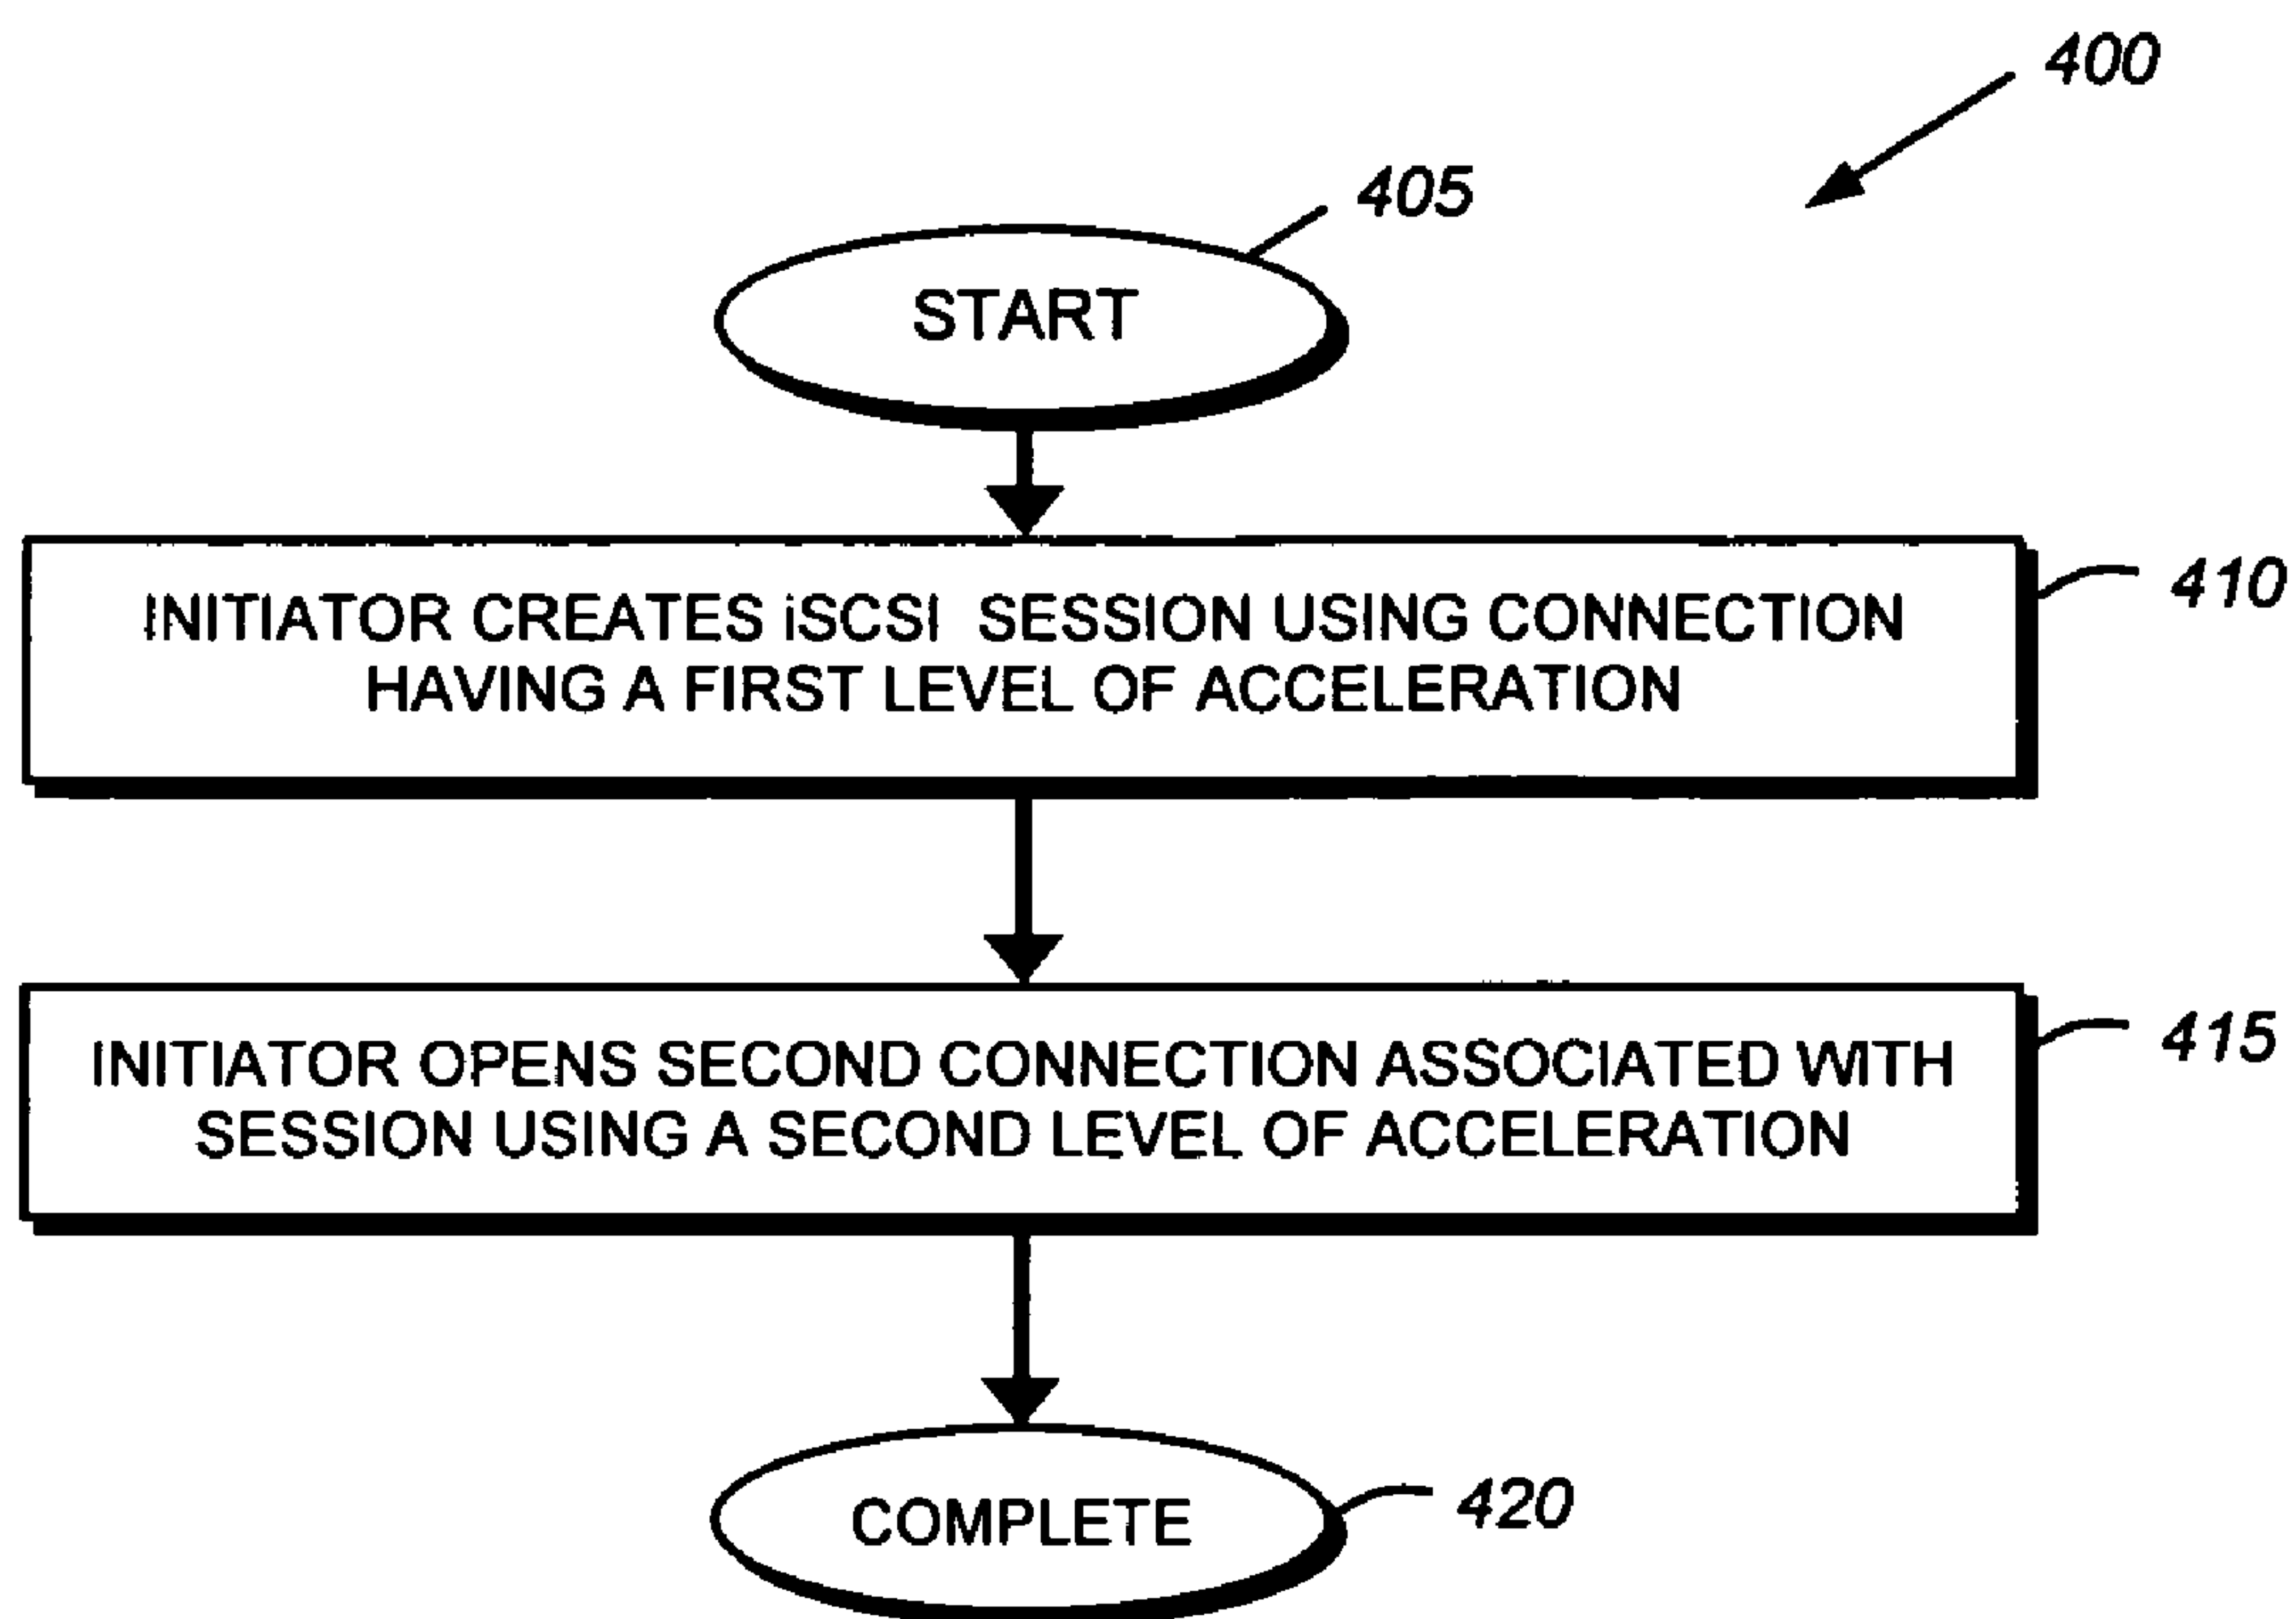 400
405
START
INITIATOR CREATES iSCSI SESSION USING CONNECTION
HAVING A FIRST LEVEL OF ACCELERATION
410
INITIATOR OPENS SECOND CONNECTION ASSOCIATED WITH
SESSION USING A SECOND LEVEL OF ACCELERATION
415
COMPLETE
420